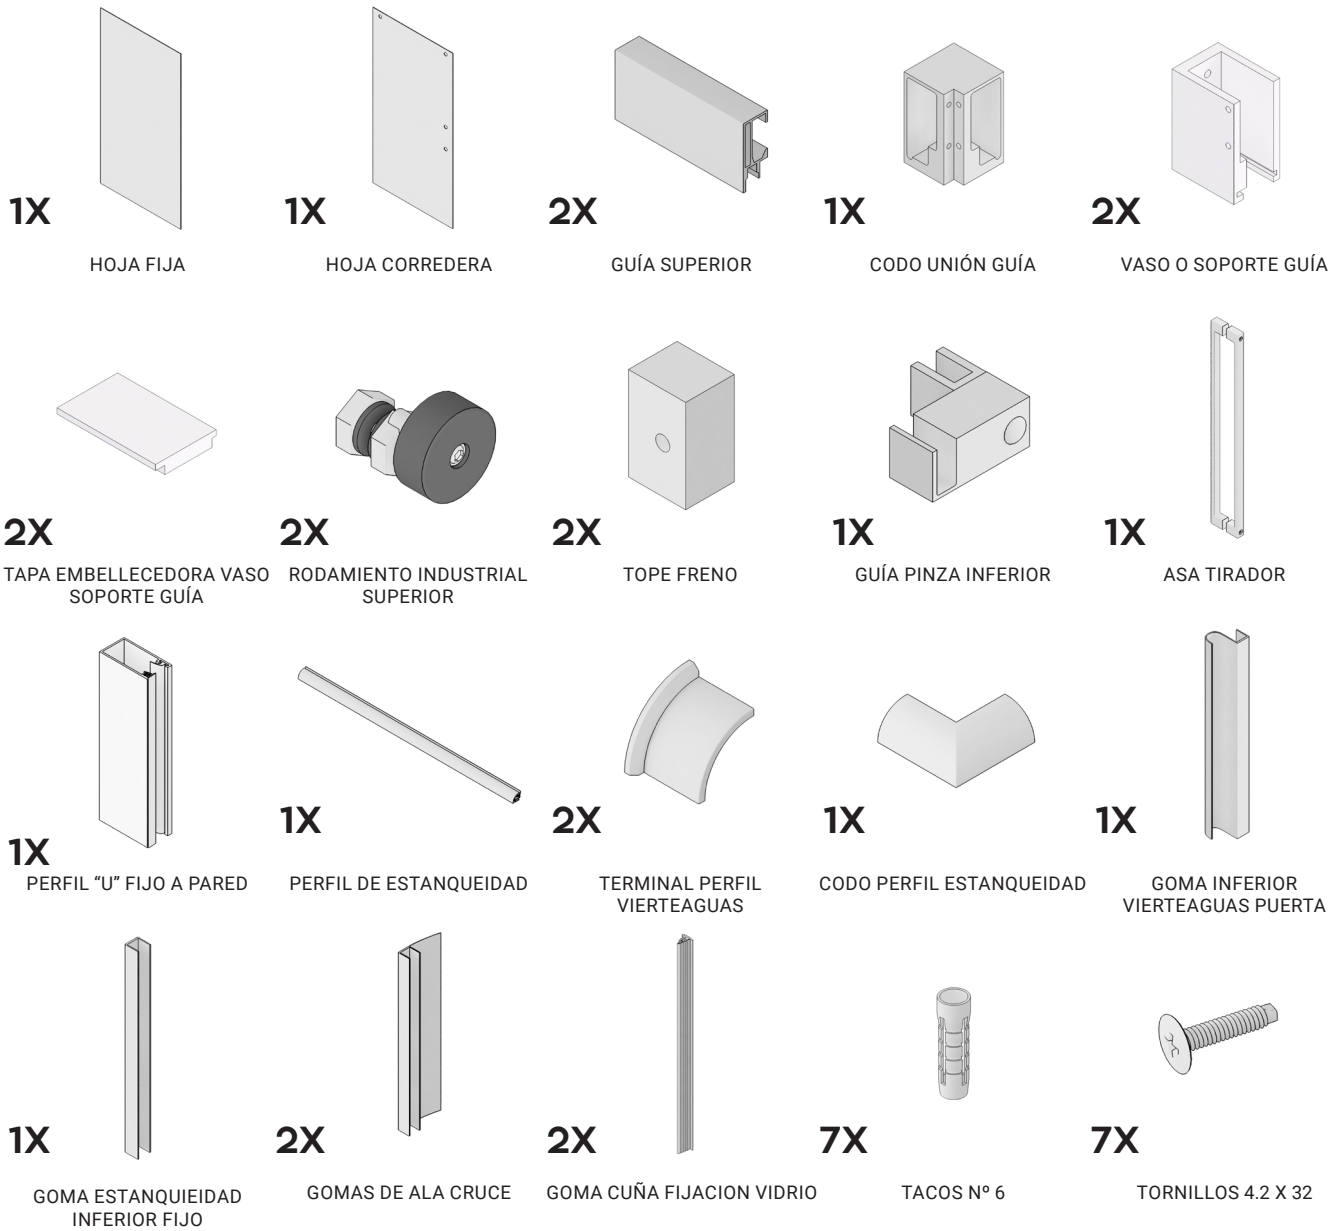 1X
HOJA FIJA
1X
HOJA CORREDERA
2X
GUÍA SUPERIOR
1X
CODO UNIÓN GUÍA
2X
VASO O SOPORTE GUÍA
2X
TAPA EMBELLECEDORA VASO
SOPORTE GUÍA
2X
RODAMIENTO INDUSTRIAL
SUPERIOR
2X
TOPE FRENO
1X
GUÍA PINZA INFERIOR
1X
ASA TIRADOR
1X
PERFIL “U” FIJO A PARED
1X
PERFIL DE ESTANQUEIDAD
2X
TERMINAL PERFIL
VIERTEAGUAS
1X
CODO PERFIL ESTANQUEIDAD
1X
GOMA INFERIOR
VIERTEAGUAS PUERTA
1X
GOMA ESTANQUIEIDAD
INFERIOR FIJO
2X
GOMAS DE ALA CRUCE
2X
GOMA CUÑA FIJACION VIDRIO
7X
TACOS Nº 6
7X
TORNILLOS 4.2 X 32